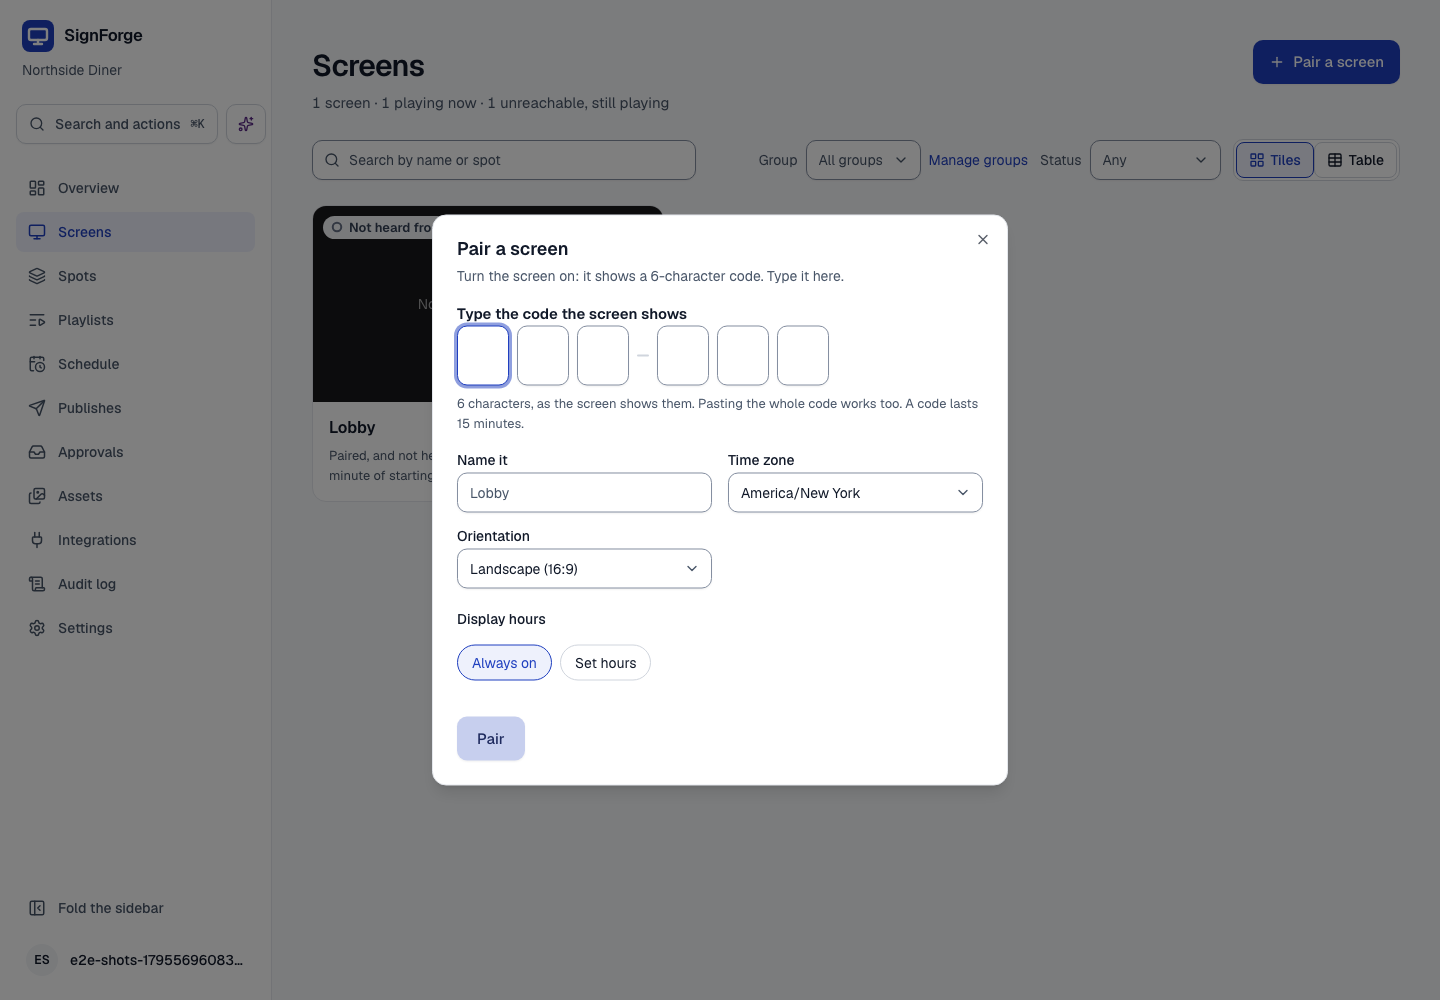 SignForge
Northside Diner
Search and actions ⌘K
Overview
Screens
Spots
Playlists
Schedule
Publishes
Approvals
Assets
Integrations
Audit log
Settings
Fold the sidebar
ES e2e-shots-17955696083...
Screens
1 screen · 1 playing now · 1 unreachable, still playing
Pair a screen
Search by name or spot
Group All groups Manage groups Status Any Tiles Table
Not heard fro
No
Lobby
Paired, and not he
minute of starting
Pair a screen
Turn the screen on: it shows a 6-character code. Type it here.
Type the code the screen shows
6 characters, as the screen shows them. Pasting the whole code works too. A code lasts
15 minutes.
Name it
Lobby
Time zone
America/New York
Orientation
Landscape (16:9)
Display hours
Always on Set hours
Pair